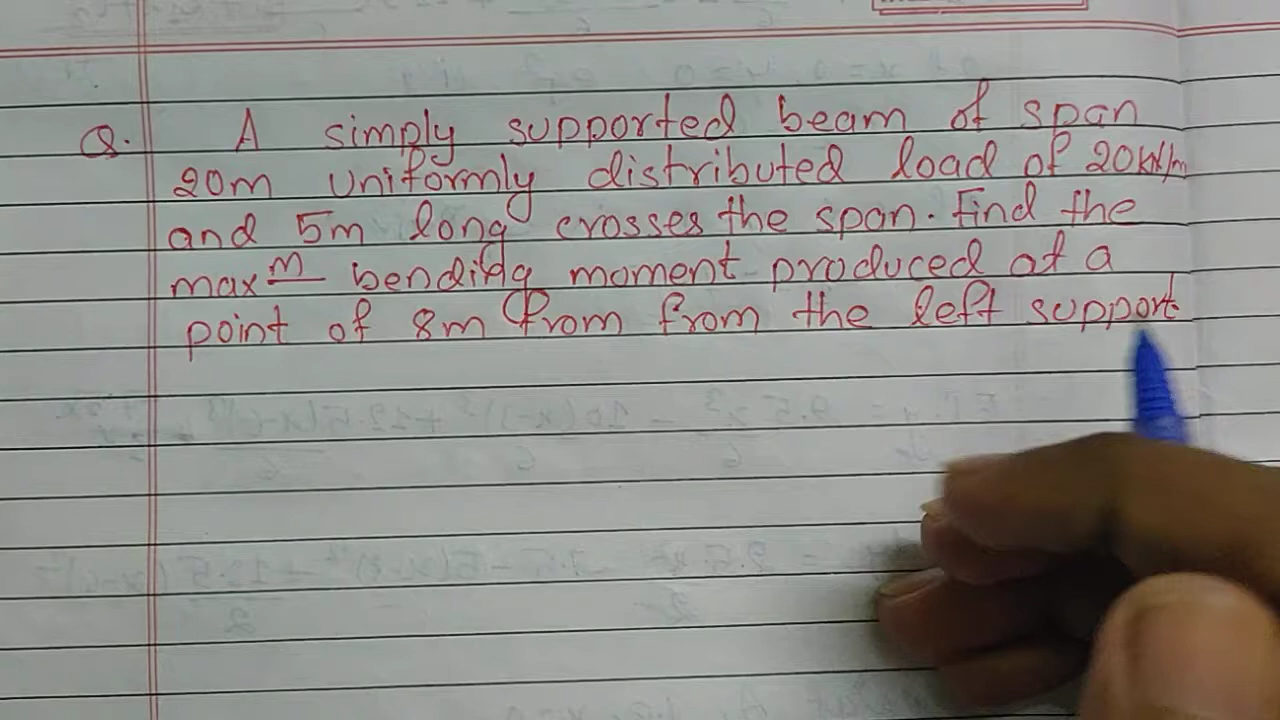 Q. A simply supported beam of span
20m uniformly distributed load of 20kN/m
and 5m long crosses the span. Find the
maxm bending moment produced at a
point of 8m from from the left support